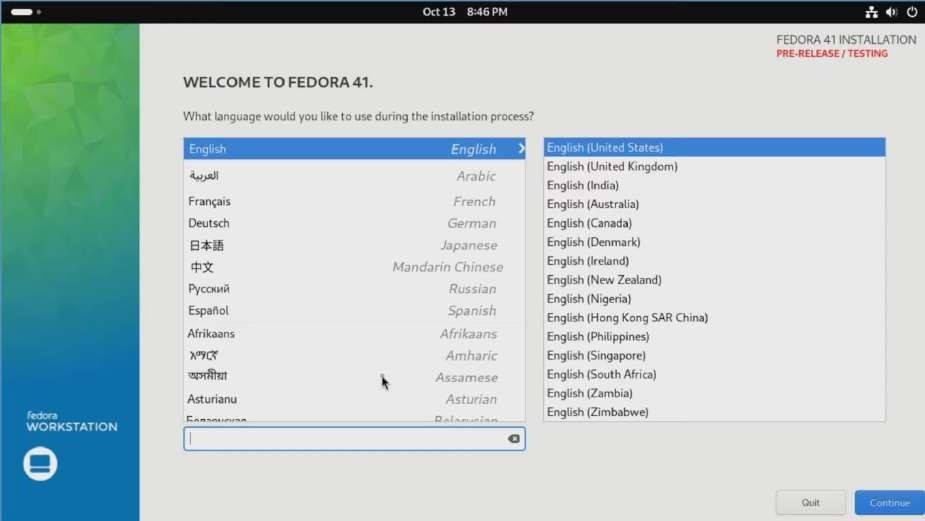 Oct 13 8:46 PM
FEDORA 41 INSTALLATION
PRE-RELEASE / TESTING
WELCOME TO FEDORA 41.
What language would you like to use during the installation process?
English English
العربية Arabic
Français French
Deutsch German
日本語 Japanese
中文 Mandarin Chinese
Русский Russian
Español Spanish
Afrikaans Afrikaans
አማርኛ Amharic
অসমীয়া Assamese
Asturianu Asturian
Беларуская Belarusian
English (United States)
English (United Kingdom)
English (India)
English (Australia)
English (Canada)
English (Denmark)
English (Ireland)
English (New Zealand)
English (Nigeria)
English (Hong Kong SAR China)
English (Philippines)
English (Singapore)
English (South Africa)
English (Zambia)
English (Zimbabwe)
fedora
WORKSTATION
Quit
Continue